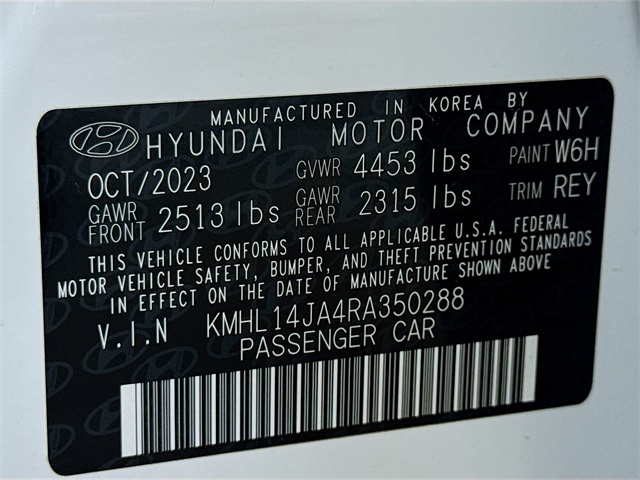 MANUFACTURED IN KOREA BY
HYUNDAI MOTOR COMPANY
OCT/2023 GVWR 4453 lbs PAINT W6H
GAWR FRONT 2513 lbs GAWR REAR 2315 lbs TRIM REY
THIS VEHICLE CONFORMS TO ALL APPLICABLE U.S.A. FEDERAL
MOTOR VEHICLE SAFETY, BUMPER, AND THEFT PREVENTION STANDARDS
IN EFFECT ON THE DATE OF MANUFACTURE SHOWN ABOVE
V.I.N KMHL14JA4RA350288
PASSENGER CAR